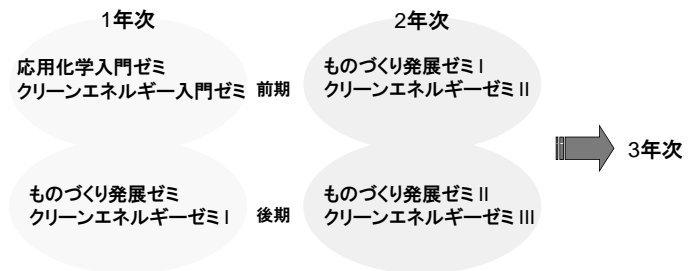 1年次
2年次
応用化学入門ゼミ
クリーンエネルギー入門ゼミ
前期
ものづくり発展ゼミ I
クリーンエネルギーゼミ II
3年次
ものづくり発展ゼミ
クリーンエネルギーゼミ I
後期
ものづくり発展ゼミ II
クリーンエネルギーゼミ III